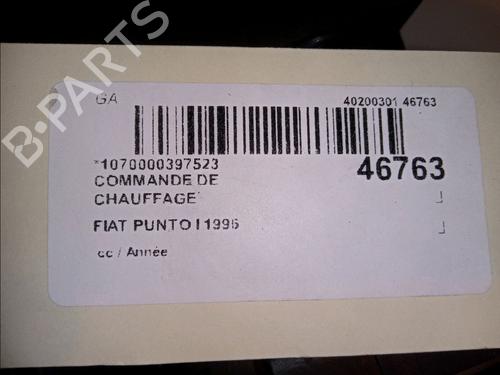 GA
40200301 46763
*1070000397523
46763
COMMANDE DE
CHAUFFAGE
FIAT PUNTO I 1996
cc / Année
B-PARTS